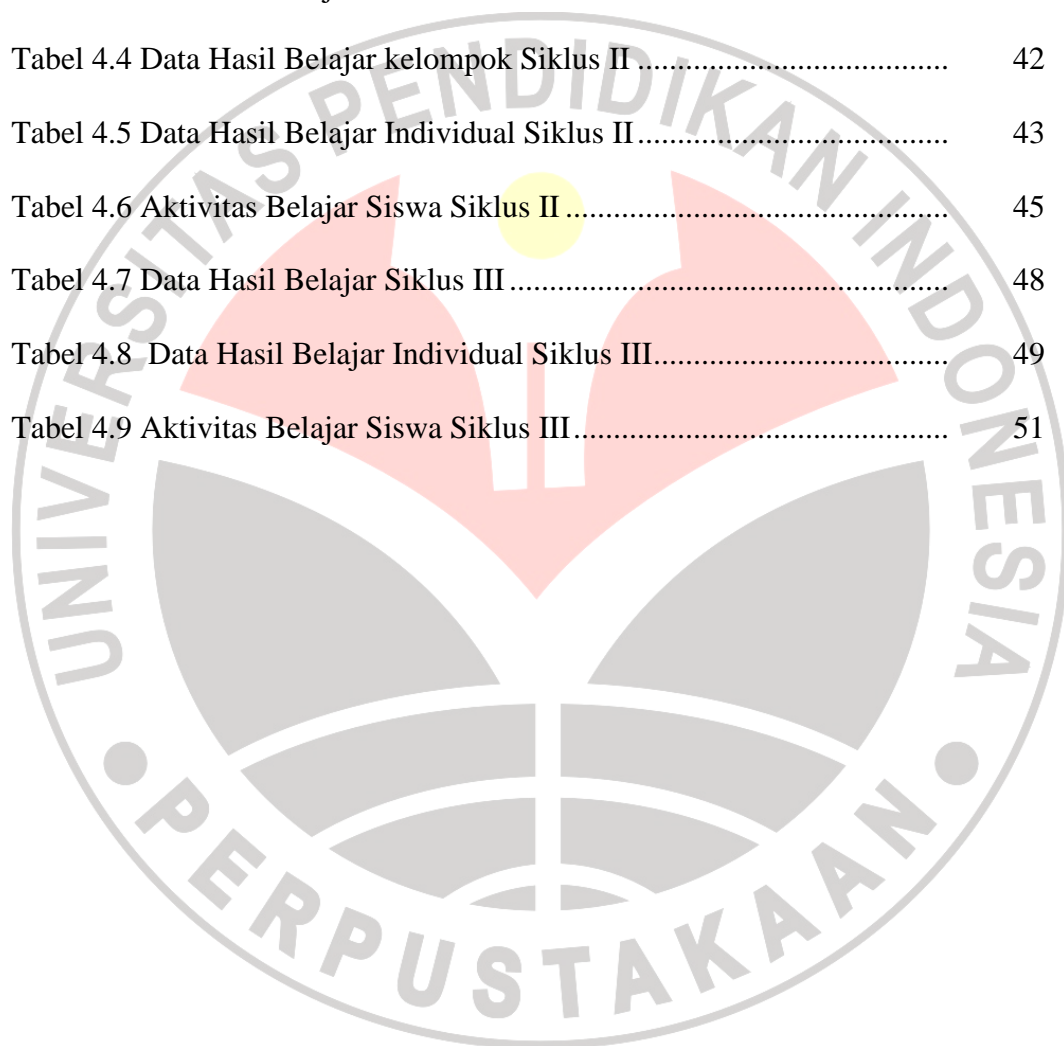 Tabel 4.4 Data Hasil Belajar kelompok Siklus II ....................................... 42
Tabel 4.5 Data Hasil Belajar Individual Siklus II....................................... 43
Tabel 4.6 Aktivitas Belajar Siswa Siklus II ................................................ 45
Tabel 4.7 Data Hasil Belajar Siklus III ....................................................... 48
Tabel 4.8  Data Hasil Belajar Individual Siklus III..................................... 49
Tabel 4.9 Aktivitas Belajar Siswa Siklus III............................................... 51
UNIVERSITAS PENDIDIKAN INDONESIA
PERPUSTAKAAN